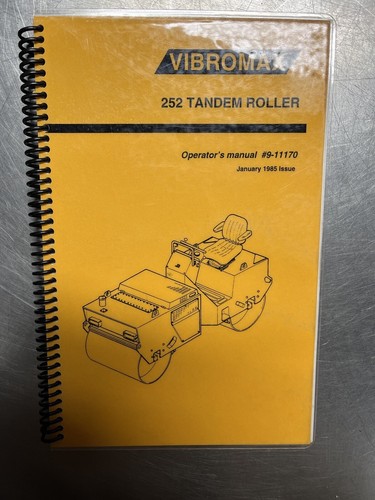 VIBROMAX
252 TANDEM ROLLER
Operator's manual #9-11170
January 1985 Issue